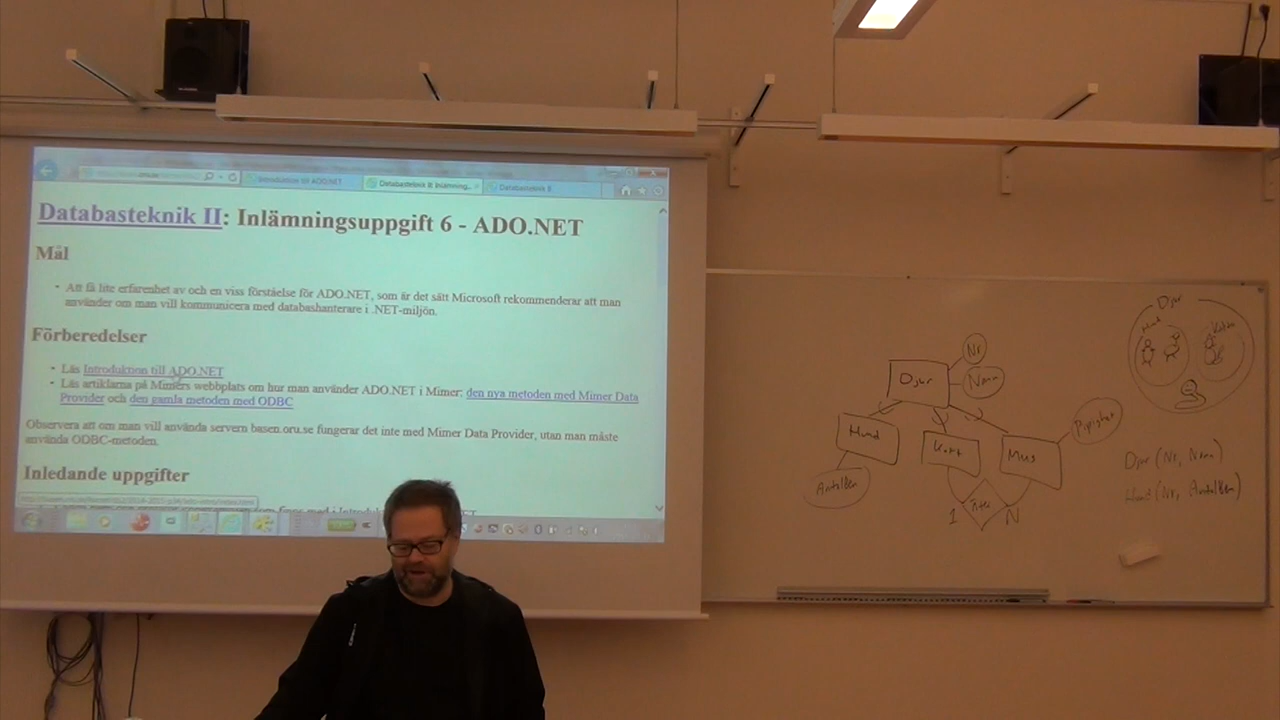 Introduktion till ADO.NET
Databasteknik II: Inlämning...
Databasteknik II
Databasteknik II: Inlämningsuppgift 6 - ADO.NET
Mål
• Att få lite erfarenhet av och en viss förståelse för ADO.NET, som är det sätt Microsoft rekommenderar att man
använder om man vill kommunicera med databashanterare i .NET-miljön.
Förberedelser
• Läs Introduktion till ADO.NET
• Läs artiklarna på Mimers webbplats om hur man använder ADO.NET i Mimer: den nya metoden med Mimer Data
Provider och den gamla metoden med ODBC
Observera att om man vill använda servern basen.oru.se fungerar det inte med Mimer Data Provider, utan man måste
använda ODBC-metoden.
Inledande uppgifter
som finns med i
Djur
Hund
Katter
Nr
Djur
Namn
Hund
Katt
Mus
AntalBen
1
N
Djur (Nr, Namn)
Hund (Nr, AntalBen)